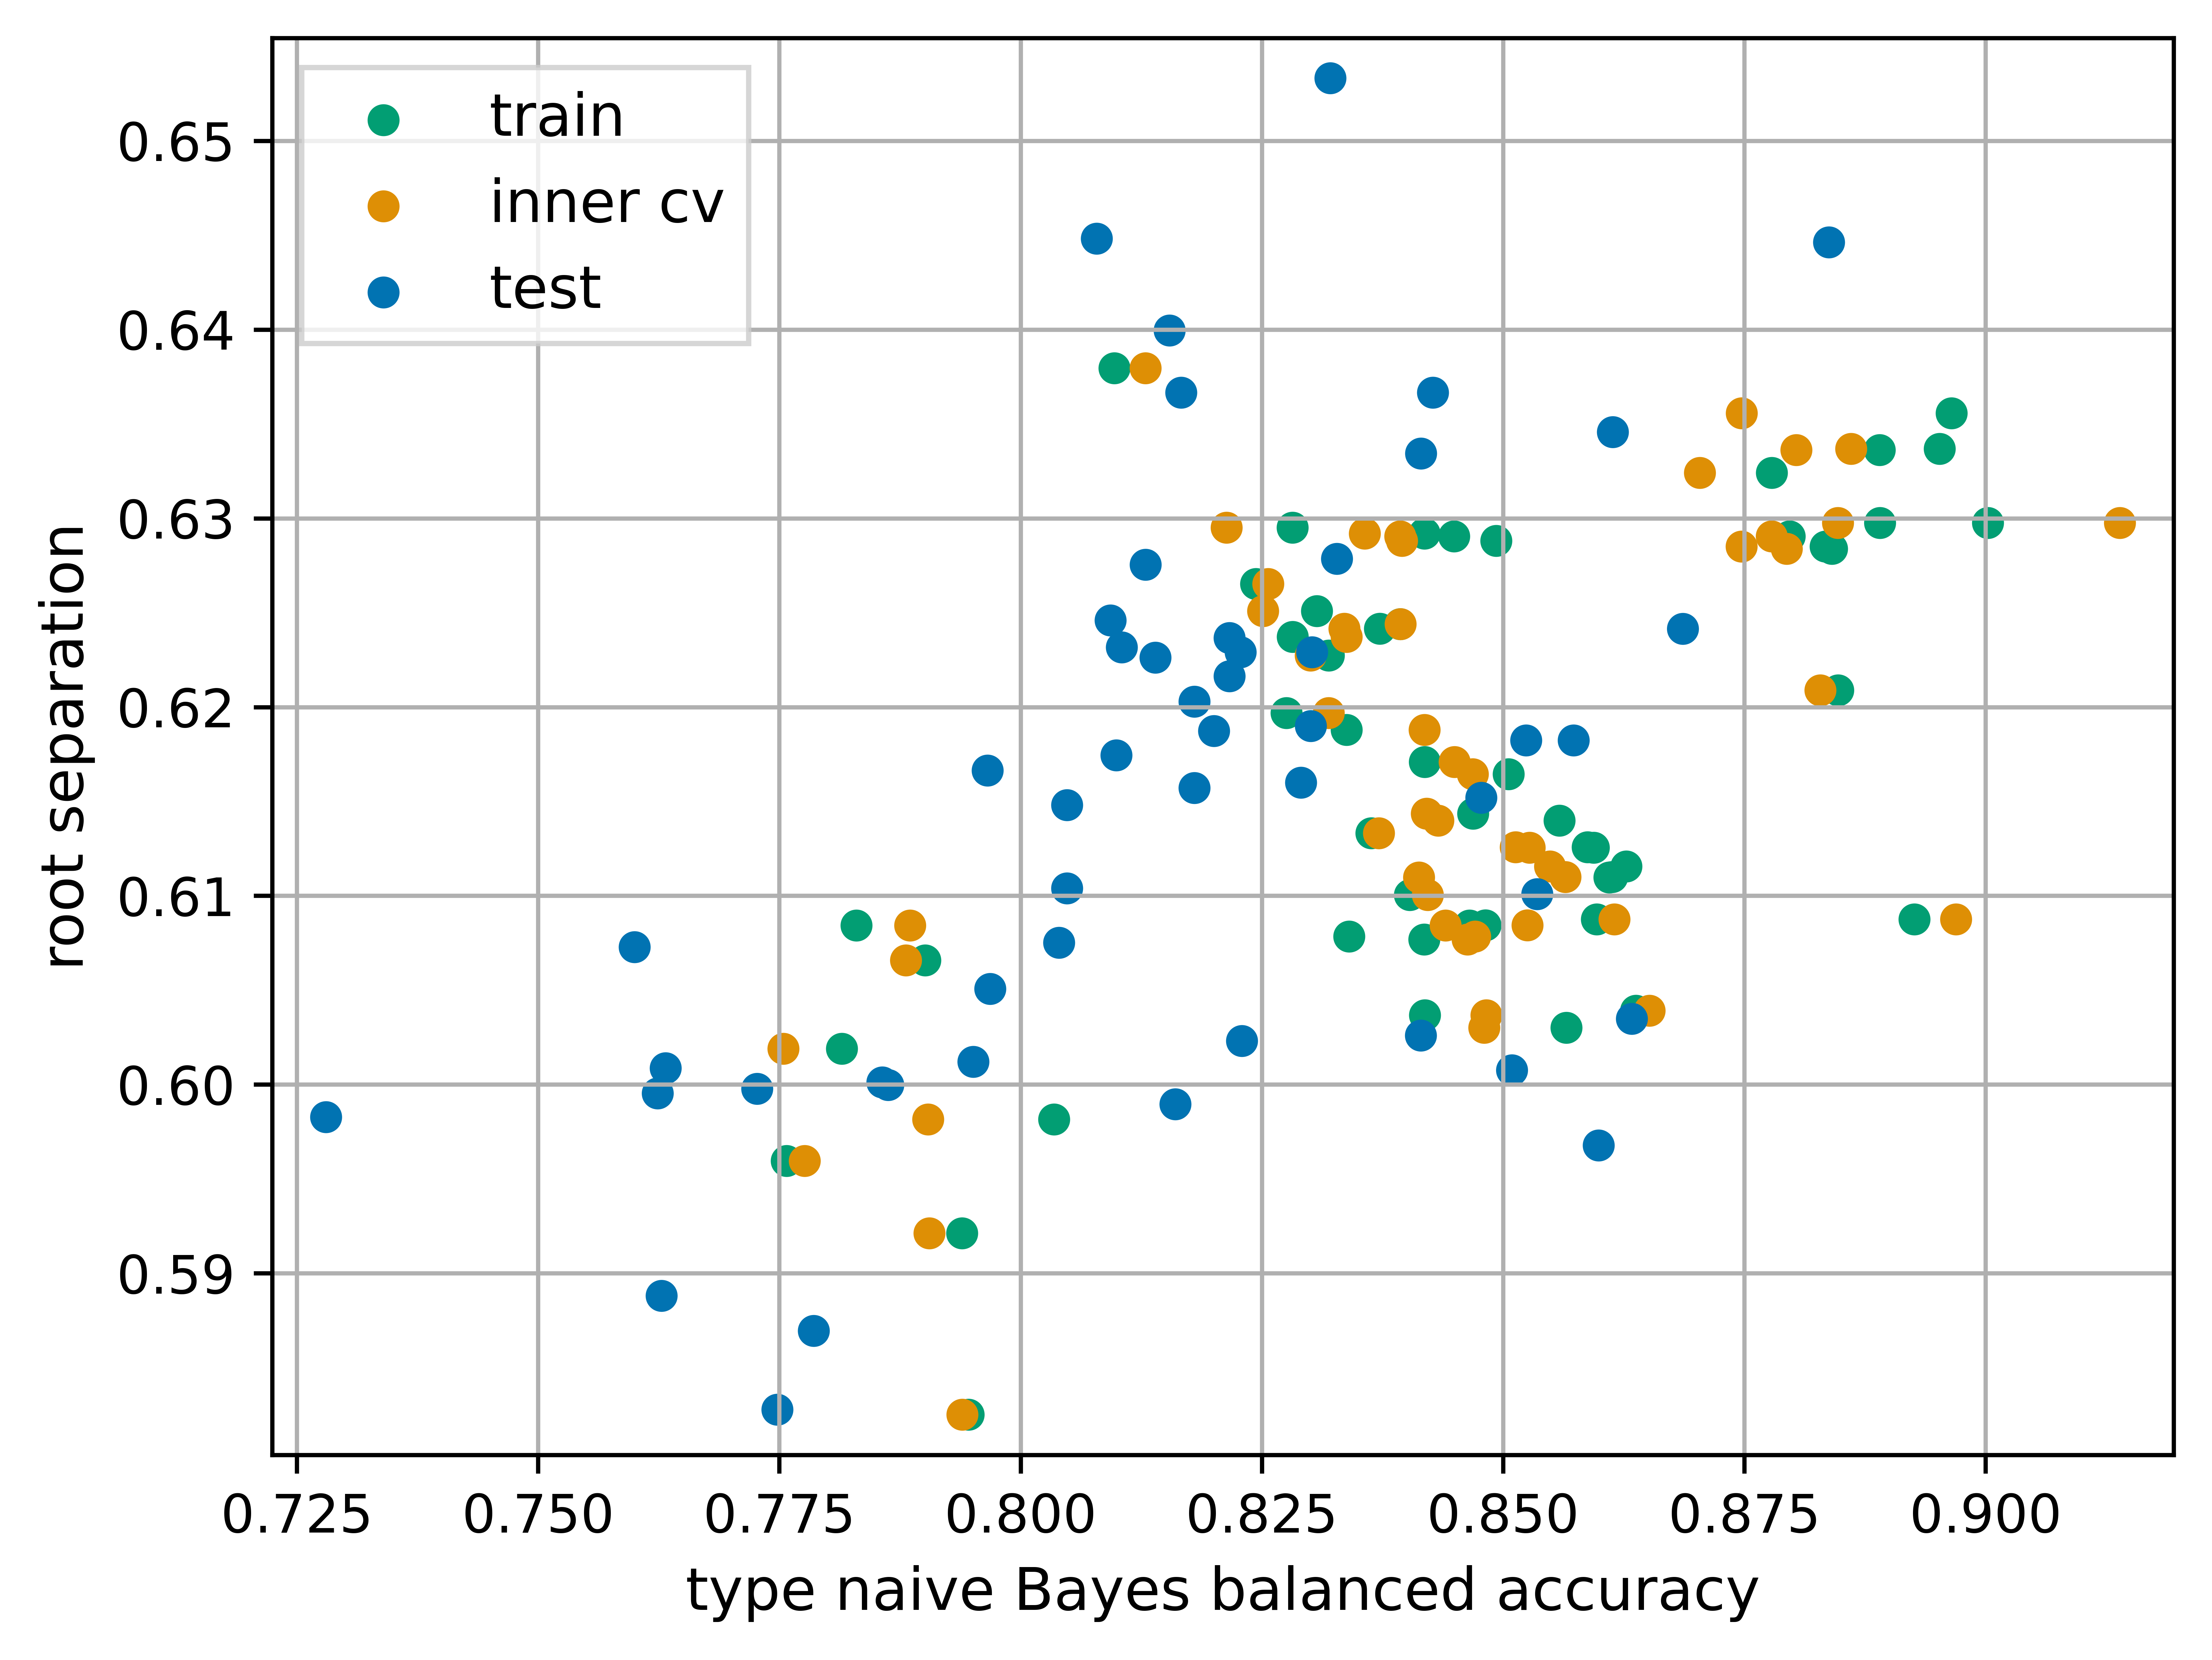 train
inner cv
test
0.65
0.64
0.63
0.62
0.61
0.60
0.59
root separation
0.725 0.750 0.775 0.800 0.825 0.850 0.875 0.900
type naive Bayes balanced accuracy